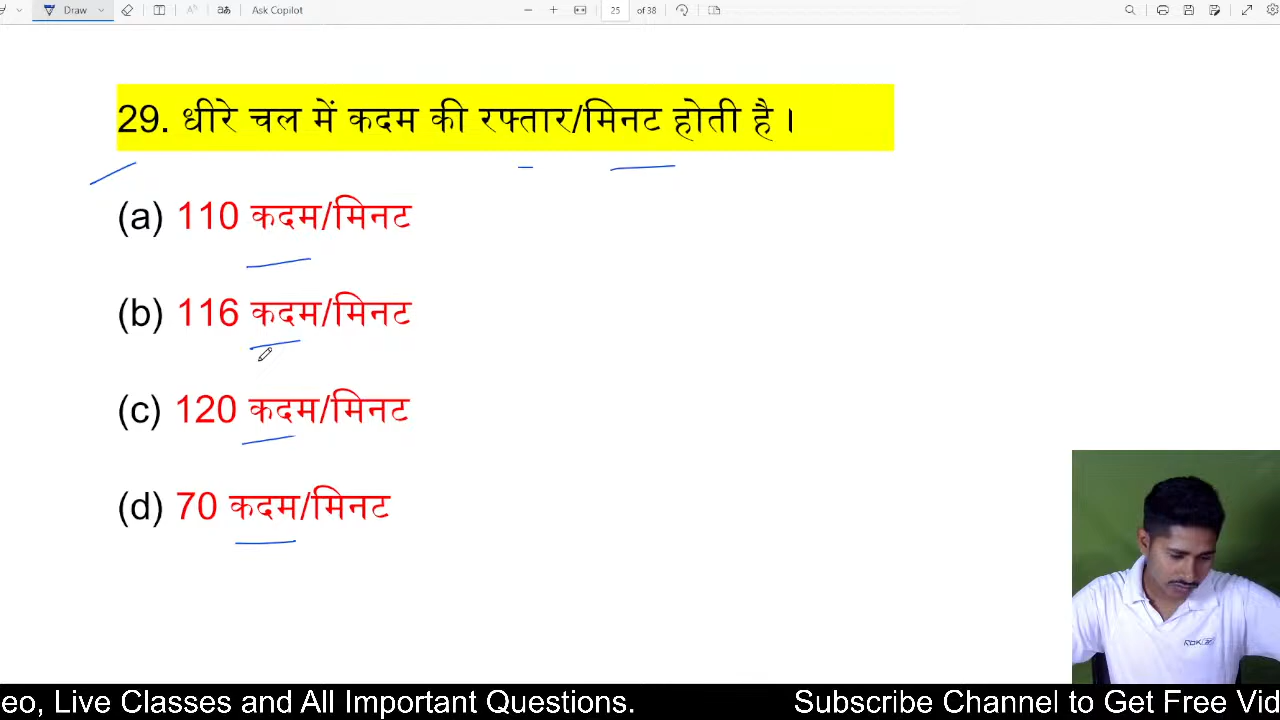 Draw
Ask Copilot
25 of 38
29. धीरे चल में कदम की रफ्तार/मिनट होती है।
(a) 110 कदम/मिनट
(b) 116 कदम/मिनट
(c) 120 कदम/मिनट
(d) 70 कदम/मिनट
eo, Live Classes and All Important Questions. Subscribe Channel to Get Free Vid